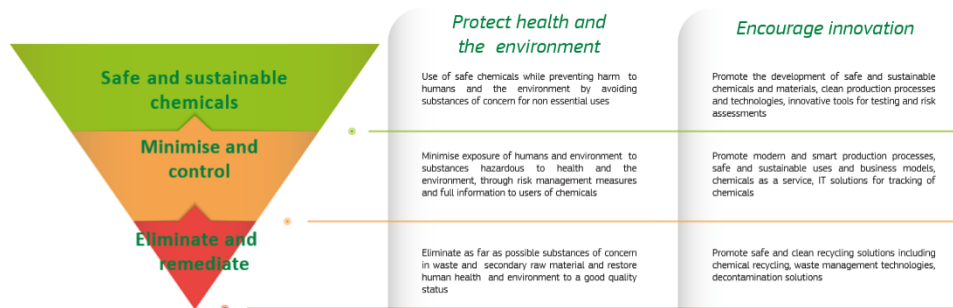 Protect health and
the environment
Encourage innovation
Safe and sustainable
chemicals
Use of safe chemicals while preventing harm to
humans and the environment by avoiding
substances of concern for non essential uses
Promote the development of safe and sustainable
chemicals and materials, clean production processes
and technologies, innovative tools for testing and risk
assessments
Minimise and
control
Minimise exposure of humans and environment to
substances hazardous to health and the
environment, through risk management measures
and full information to users of chemicals
Promote modern and smart production processes,
safe and sustainable uses and business models,
chemicals as a service, IT solutions for tracking of
chemicals
Eliminate and
remediate
Eliminate as far as possible substances of concern
in waste and secondary raw material and restore
human health and environment to a good quality
status
Promote safe and clean recycling solutions including
chemical recycling, waste management technologies,
decontamination solutions